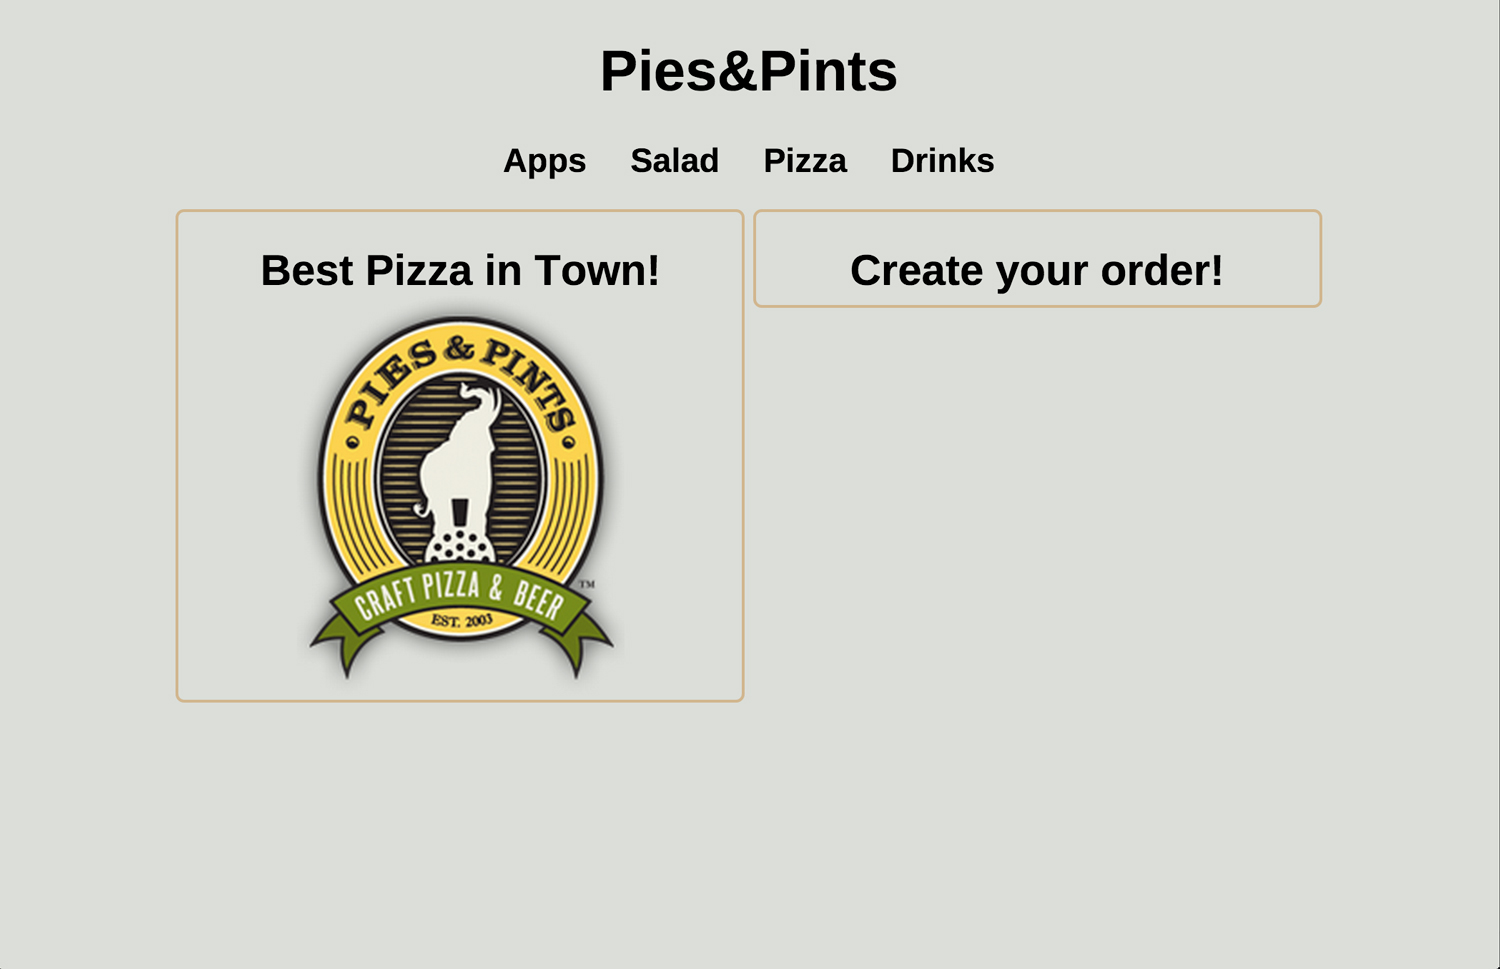 Pies&Pints
Apps Salad Pizza Drinks
Best Pizza in Town!
PIES & PINTS
CRAFT PIZZA & BEER
TM
EST. 2003
Create your order!